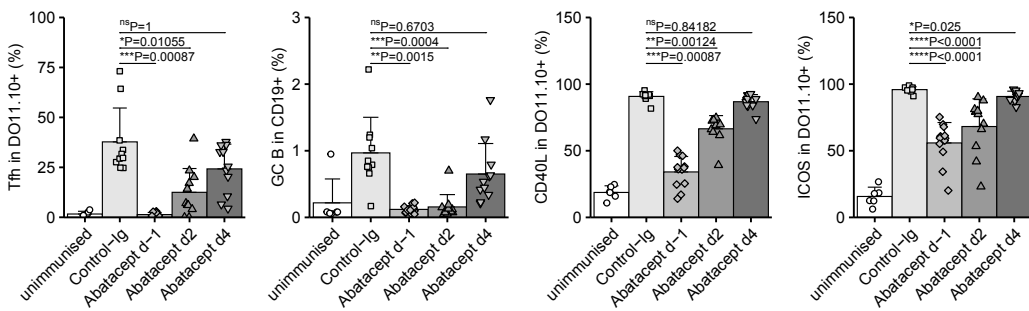 Tfh in DO11.10+ (%)
100
75
50
25
0
nsP=1
*P=0.01055
***P=0.00087
unimmunised
Control-Ig
Abatacept d-1
Abatacept d2
Abatacept d4
GC B in CD19+ (%)
3
2
1
0
nsP=0.6703
***P=0.0004
**P=0.0015
unimmunised
Control-Ig
Abatacept d-1
Abatacept d2
Abatacept d4
CD40L in DO11.10+ (%)
150
100
50
0
nsP=0.84182
**P=0.00124
***P=0.00087
unimmunised
Control-Ig
Abatacept d-1
Abatacept d2
Abatacept d4
ICOS in DO11.10+ (%)
150
100
50
0
*P=0.025
****P<0.0001
****P<0.0001
unimmunised
Control-Ig
Abatacept d-1
Abatacept d2
Abatacept d4